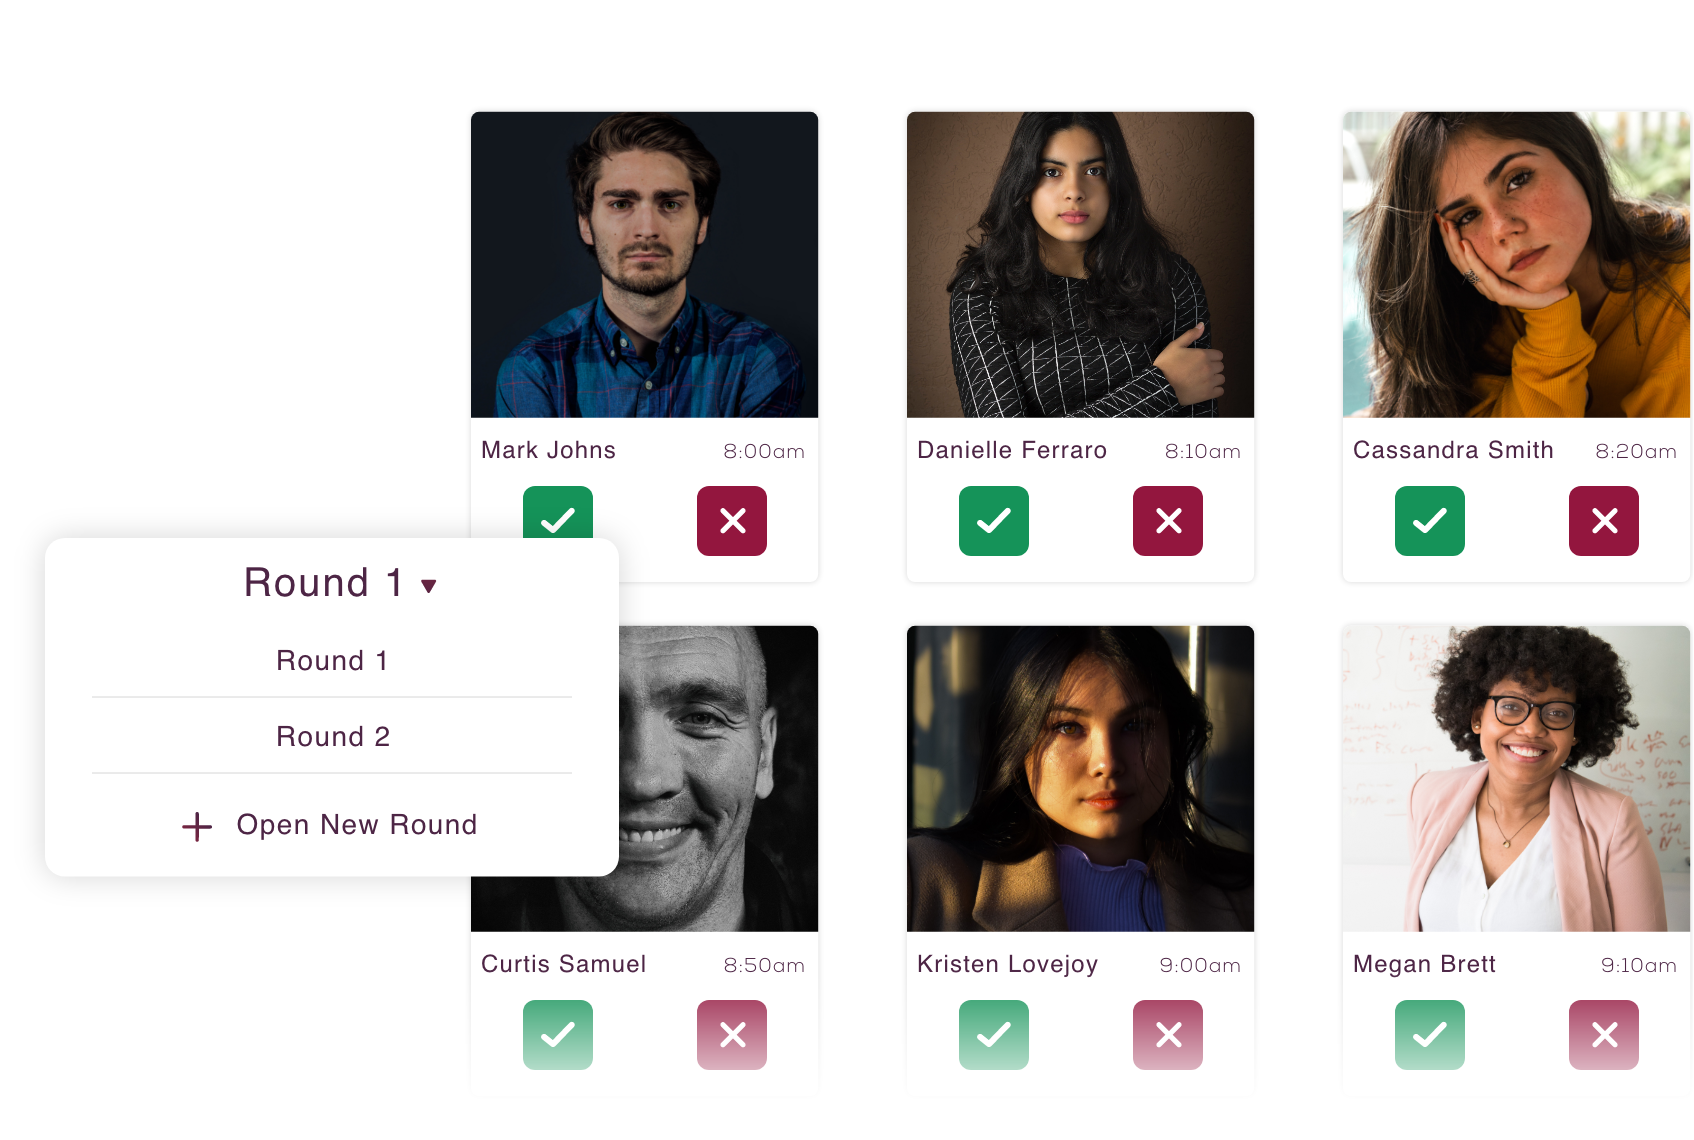 Mark Johns 8:00am
Danielle Ferraro 8:10am
Cassandra Smith 8:20am
Round 1
Round 1
Round 2
Open New Round
Curtis Samuel 8:50am
Kristen Lovejoy 9:00am
Megan Brett 9:10am